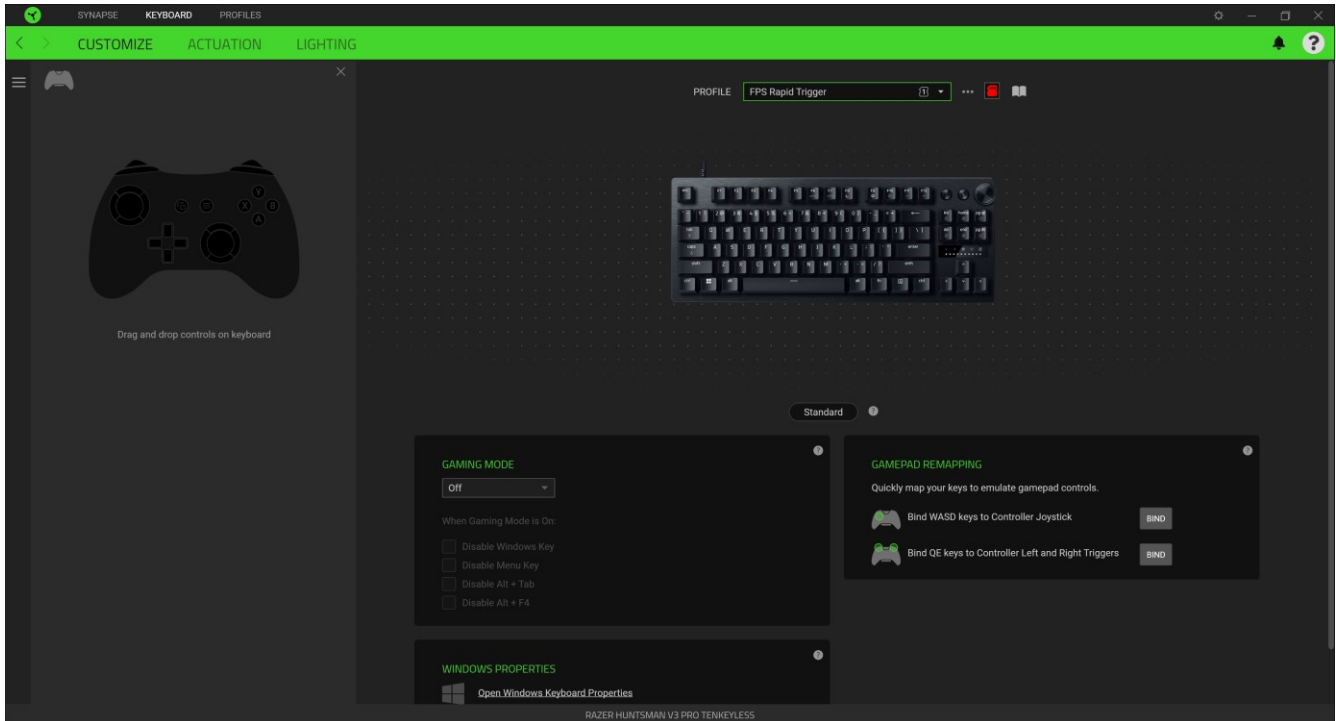 SYNAPSE KEYBOARD PROFILES
CUSTOMIZE ACTUATION LIGHTING
?
PROFILE FPS Rapid Trigger 1
Y
X B
A
Drag and drop controls on keyboard
Standard ?
GAMING MODE ?
Off
When Gaming Mode is On:
Disable Windows Key
Disable Menu Key
Disable Alt + Tab
Disable Alt + F4
GAMEPAD REMAPPING ?
Quickly map your keys to emulate gamepad controls.
Bind WASD keys to Controller Joystick BIND
Bind QE keys to Controller Left and Right Triggers BIND
WINDOWS PROPERTIES ?
Open Windows Keyboard Properties
RAZER HUNTSMAN V3 PRO TENKEYLESS